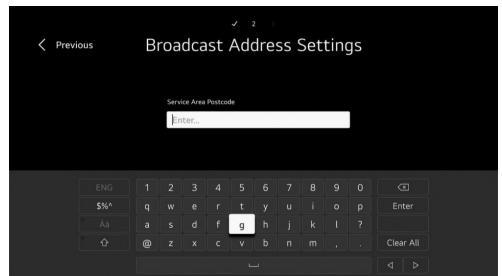 ✓ 2
Previous
Broadcast Address Settings
Service Area Postcode
Enter...
ENG 1 2 3 4 5 6 7 8 9 0
$%^ q w e r t y u i o p Enter
Àà a s d f g h j k l ?
@ z x c v b n m , . Clear All